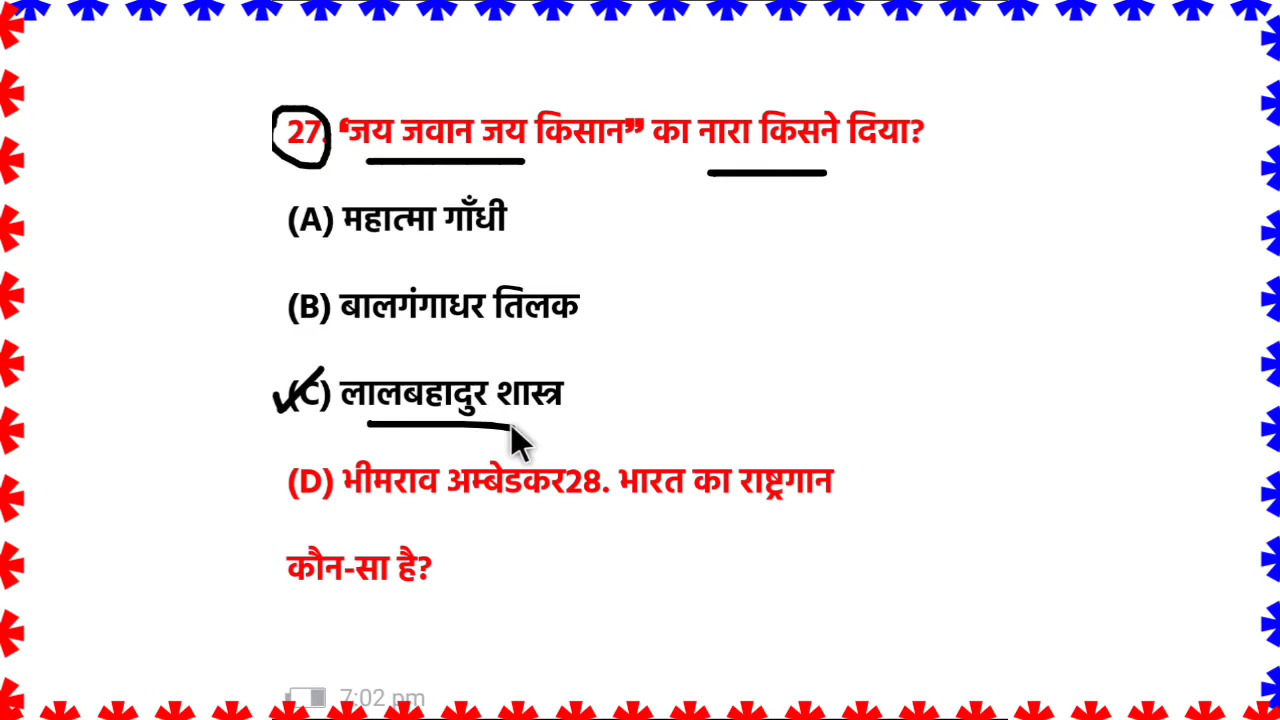 27. “जय जवान जय किसान” का नारा किसने दिया?
(A) महात्मा गाँधी
(B) बालगंगाधर तिलक
(C) लालबहादुर शास्त्र
(D) भीमराव अम्बेडकर28. भारत का राष्ट्रगान
कौन-सा है?
7:02 pm